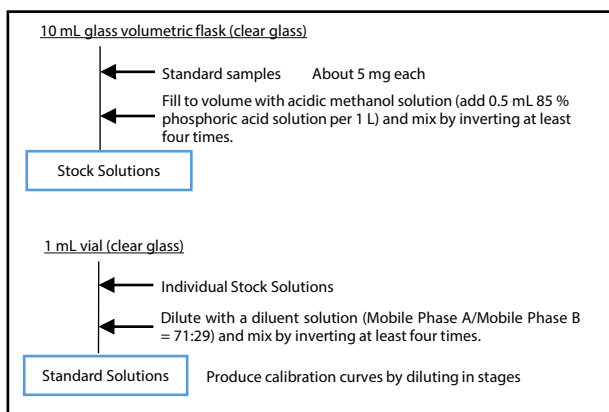 10 mL glass volumetric flask (clear glass)
Standard samples About 5 mg each
Fill to volume with acidic methanol solution (add 0.5 mL 85 %
phosphoric acid solution per 1 L) and mix by inverting at least
four times.
Stock Solutions
1 mL vial (clear glass)
Individual Stock Solutions
Dilute with a diluent solution (Mobile Phase A/Mobile Phase B
= 71:29) and mix by inverting at least four times.
Standard Solutions Produce calibration curves by diluting in stages